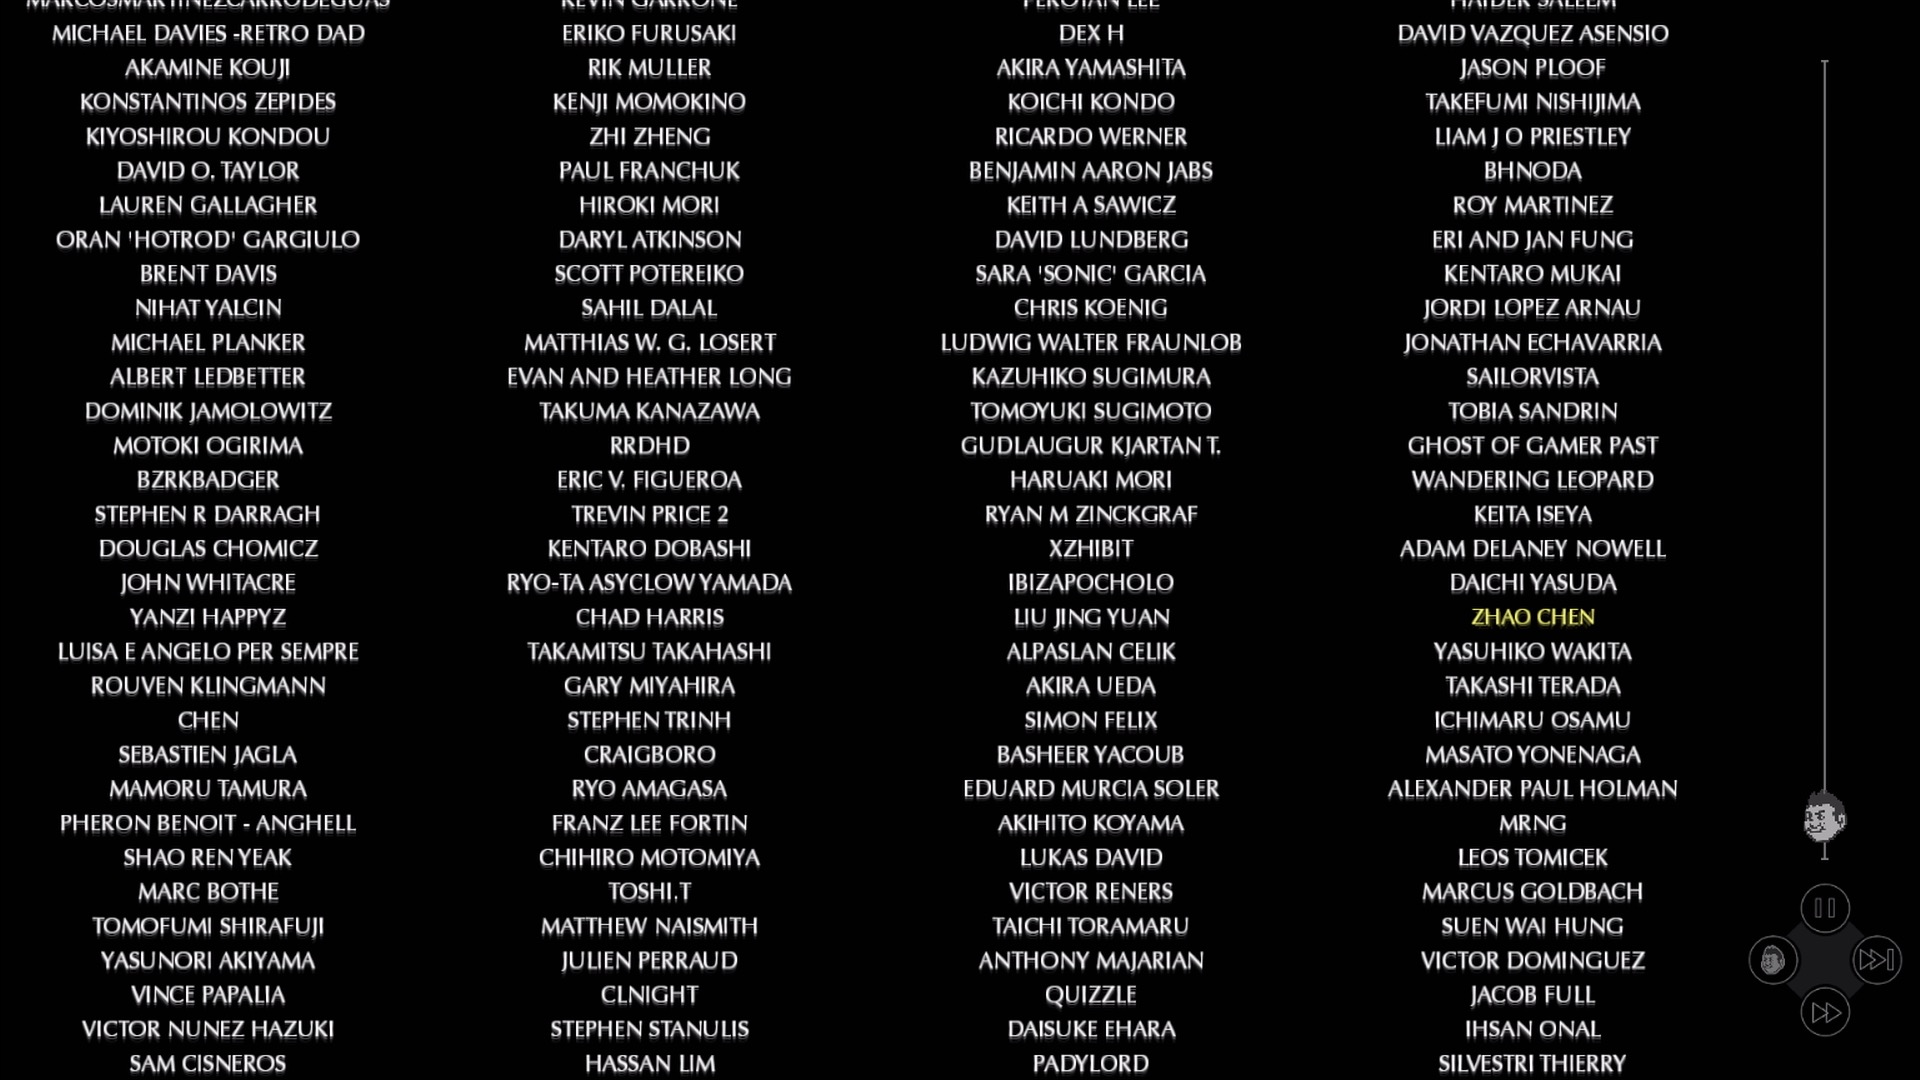 MARCOSMARTINEZCARRODEGUAS KEVIN GARRONE PEROTAN LEE HAIDER SALEEM
MICHAEL DAVIES -RETRO DAD ERIKO FURUSAKI DEX H DAVID VAZQUEZ ASENSIO
AKAMINE KOUJI RIK MULLER AKIRA YAMASHITA JASON PLOOF
KONSTANTINOS ZEPIDES KENJI MOMOKINO KOICHI KONDO TAKEFUMI NISHIJIMA
KIYOSHIROU KONDOU ZHI ZHENG RICARDO WERNER LIAM J O PRIESTLEY
DAVID O. TAYLOR PAUL FRANCHUK BENJAMIN AARON JABS BHNODA
LAUREN GALLAGHER HIROKI MORI KEITH A SAWICZ ROY MARTINEZ
ORAN 'HOTROD' GARGIULO DARYL ATKINSON DAVID LUNDBERG ERI AND JAN FUNG
BRENT DAVIS SCOTT POTEREIKO SARA 'SONIC' GARCIA KENTARO MUKAI
NIHAT YALCIN SAHIL DALAL CHRIS KOENIG JORDI LOPEZ ARNAU
MICHAEL PLANKER MATTHIAS W. G. LOSERT LUDWIG WALTER FRAUNLOB JONATHAN ECHAVARRIA
ALBERT LEDBETTER EVAN AND HEATHER LONG KAZUHIKO SUGIMURA SAILORVISTA
DOMINIK JAMOLOWITZ TAKUMA KANAZAWA TOMOYUKI SUGIMOTO TOBIA SANDRIN
MOTOKI OGIRIMA RRDHD GUDLAUGUR KJARTAN T. GHOST OF GAMER PAST
BZRKBADGER ERIC V. FIGUEROA HARUAKI MORI WANDERING LEOPARD
STEPHEN R DARRAGH TREVIN PRICE 2 RYAN M ZINCKGRAF KEITA ISEYA
DOUGLAS CHOMICZ KENTARO DOBASHI XZHIBIT ADAM DELANEY NOWELL
JOHN WHITACRE RYO-TA ASYCLOW YAMADA IBIZAPOCHOLO DAICHI YASUDA
YANZI HAPPYZ CHAD HARRIS LIU JING YUAN ZHAO CHEN
LUISA E ANGELO PER SEMPRE TAKAMITSU TAKAHASHI ALPASLAN CELIK YASUHIKO WAKITA
ROUVEN KLINGMANN GARY MIYAHIRA AKIRA UEDA TAKASHI TERADA
CHEN STEPHEN TRINH SIMON FELIX ICHIMARU OSAMU
SEBASTIEN JAGLA CRAIGBORO BASHEER YACOUB MASATO YONENAGA
MAMORU TAMURA RYO AMAGASA EDUARD MURCIA SOLER ALEXANDER PAUL HOLMAN
PHERON BENOIT - ANGHELL FRANZ LEE FORTIN AKIHITO KOYAMA MRNG
SHAO REN YEAK CHIHIRO MOTOMIYA LUKAS DAVID LEOS TOMICEK
MARC BOTHE TOSHI.T VICTOR RENERS MARCUS GOLDBACH
TOMOFUMI SHIRAFUJI MATTHEW NAISMITH TAICHI TORAMARU SUEN WAI HUNG
YASUNORI AKIYAMA JULIEN PERRAUD ANTHONY MAJARIAN VICTOR DOMINGUEZ
VINCE PAPALIA CLNIGHT QUIZZLE JACOB FULL
VICTOR NUNEZ HAZUKI STEPHEN STANULIS DAISUKE EHARA IHSAN ONAL
SAM CISNEROS HASSAN LIM PADYLORD SILVESTRI THIERRY